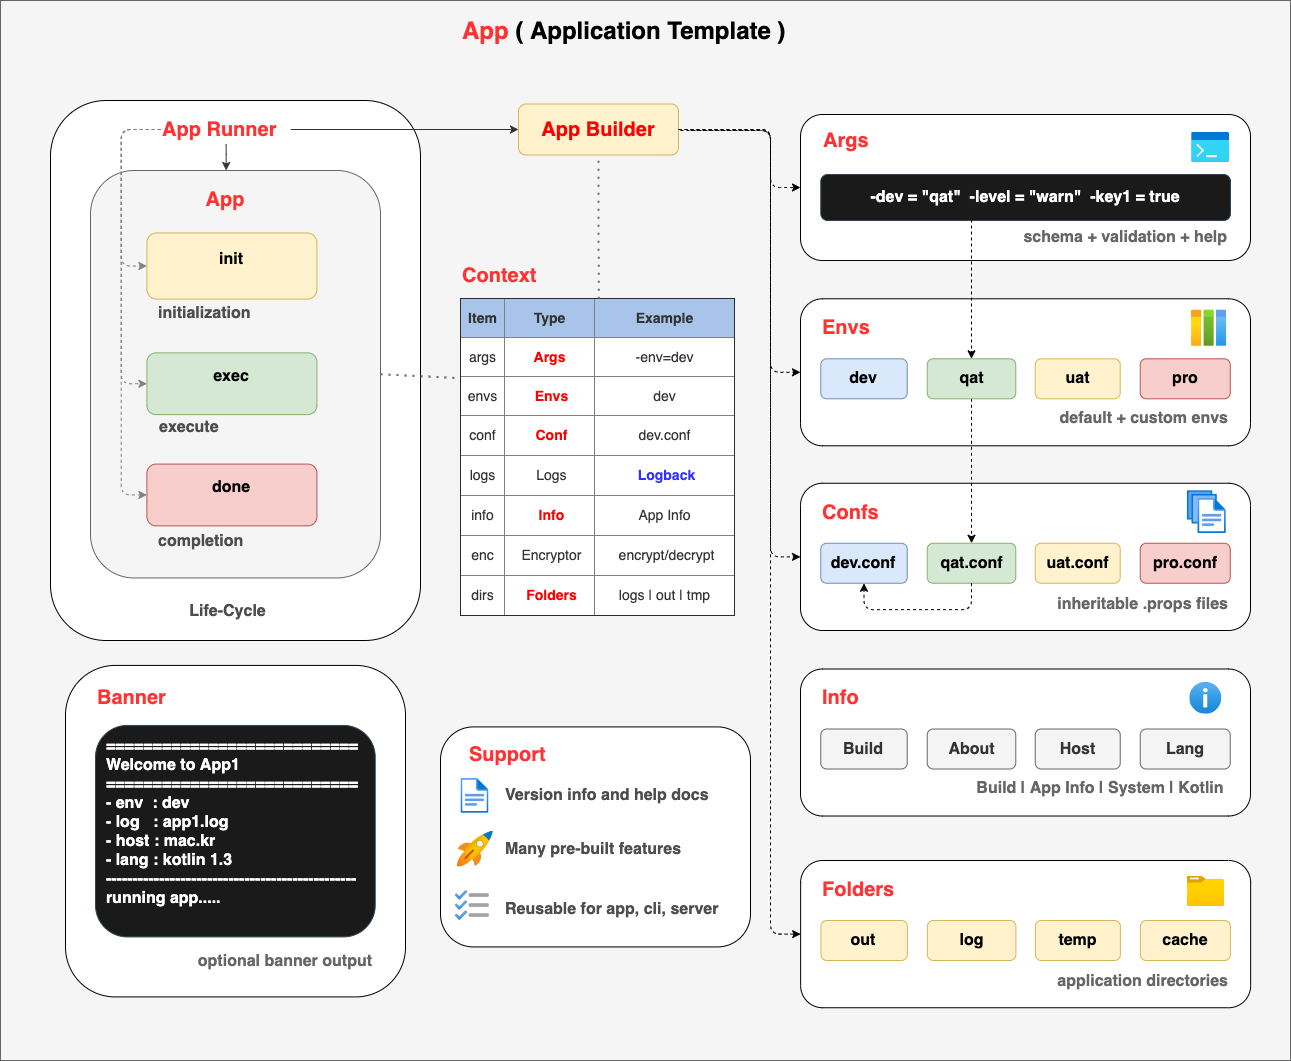 App ( Application Template )
App Runner
App
init
initialization
exec
execute
done
completion
Life-Cycle
App Builder
Context
Item Type Example
args Args -env=dev
envs Envs dev
conf Conf dev.conf
logs Logs Logback
info Info App Info
enc Encryptor encrypt/decrypt
dirs Folders logs | out | tmp
Banner
==================================
Welcome to App1
==================================
- env : dev
- log : app1.log
- host : mac.kr
- lang : kotlin 1.3
---------------------------------------------
running app.....
optional banner output
Support
Version info and help docs
Many pre-built features
Reusable for app, cli, server
Args
>_
-dev = "qat" -level = "warn" -key1 = true
schema + validation + help
Envs
dev qat uat pro
default + custom envs
Confs
dev.conf qat.conf uat.conf pro.conf
inheritable .props files
Info
i
Build About Host Lang
Build | App Info | System | Kotlin
Folders
out log temp cache
application directories